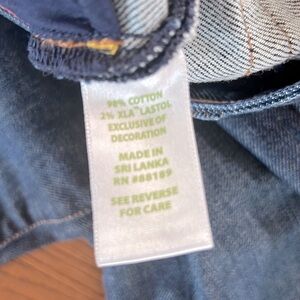 98% COTTON
2% XLA™ LASTOL
EXCLUSIVE OF
DECORATION
MADE IN
SRI LANKA
RN #88189
SEE REVERSE
FOR CARE